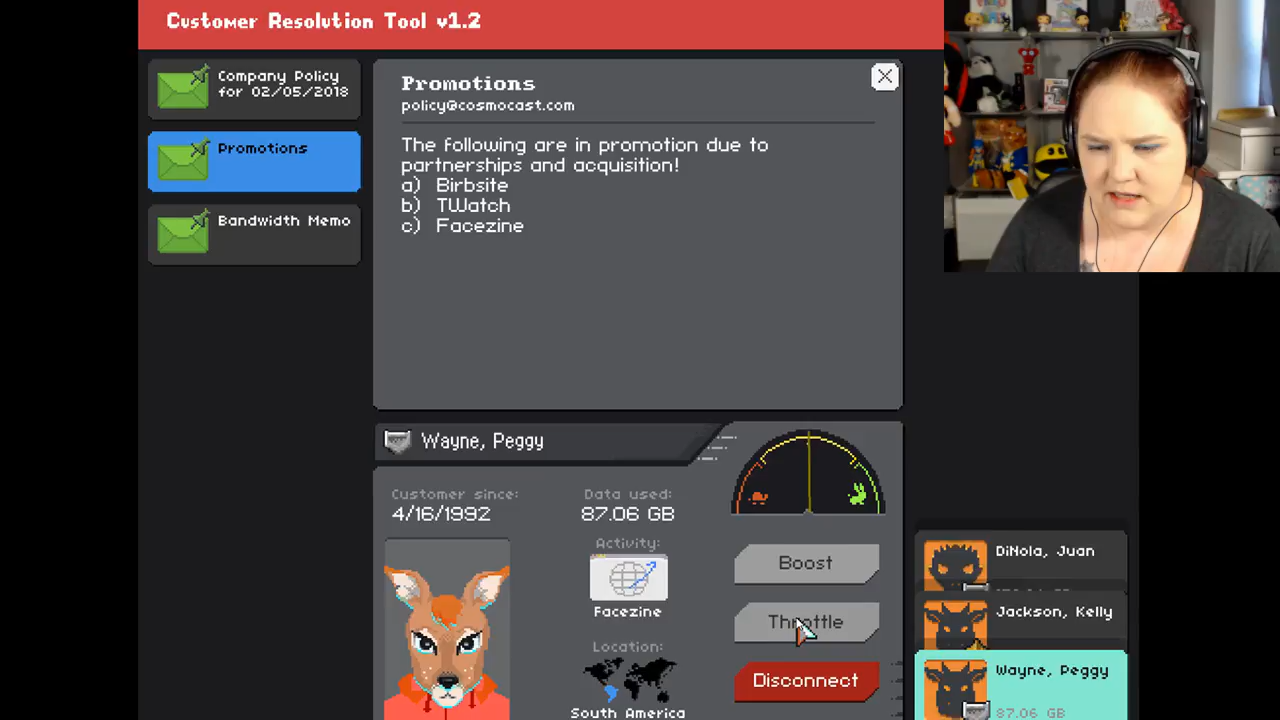 Customer Resolution Tool v1.2
Company Policy
for 02/05/2018
Promotions
Bandwidth Memo
Promotions
policy@cosmocast.com
The following are in promotion due to
partnerships and acquisition!
a) Birbsite
b) TWatch
c) Facezine
Wayne, Peggy
Customer since:
4/16/1992
Data used:
87.06 GB
Activity:
Facezine
Location:
South America
Boost
Throttle
Disconnect
DiNola, Juan
Jackson, Kelly
Wayne, Peggy
87.06 GB